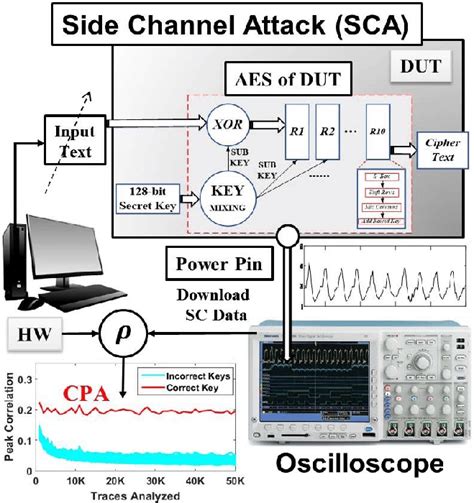 Side Channel Attack (SCA)
DUT
AES of DUT
Input
Text
XOR
R1
R2
...
R10
Cipher
Text
SUB
KEY
SUB
KEY
......
128-bit
Secret Key
KEY
MIXING
S-Box
Shift Rows
Mix Columns
Add Round Key
Power Pin
Download
SC Data
HW
ρ
CPA
Incorrect Keys
Correct Key
Peak Correlation
0.4
0.3
0.2
0.1
0
0
10K
20K
30K
40K
50K
Traces Analyzed
Oscilloscope